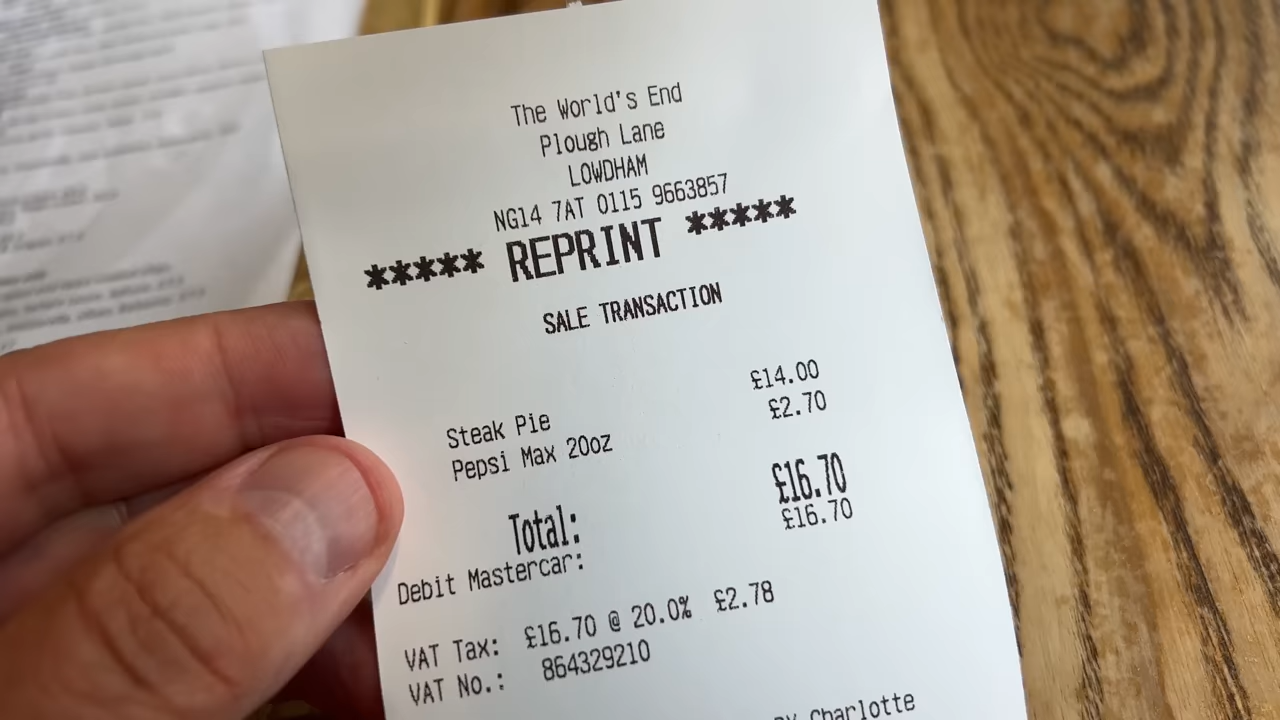 The World's End
Plough Lane
LOWDHAM
NG14 7AT 0115 9663857
***** REPRINT *****
SALE TRANSACTION
Steak Pie £14.00
Pepsi Max 20oz £2.70
Total: £16.70
Debit Mastercar: £16.70
VAT Tax: £16.70 @ 20.0% £2.78
VAT No.: 864329210
by Charlotte